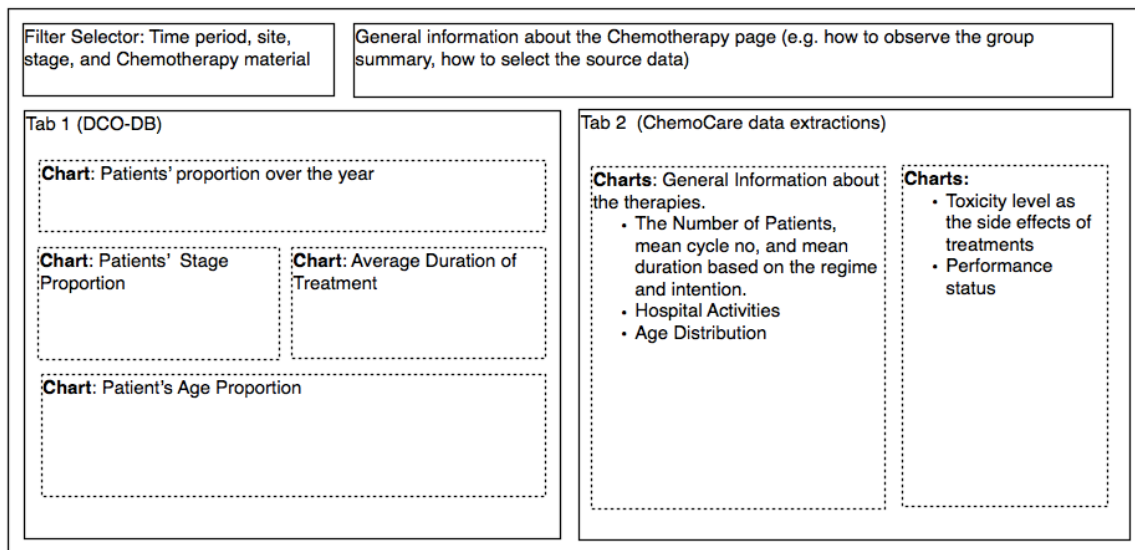 Filter Selector: Time period, site,
stage, and Chemotherapy material
General information about the Chemotherapy page (e.g. how to observe the group
summary, how to select the source data)
Tab 1 (DCO-DB)
Chart: Patients' proportion over the year
Chart: Patients' Stage
Proportion
Chart: Average Duration of
Treatment
Chart: Patient's Age Proportion
Tab 2 (ChemoCare data extractions)
Charts: General Information about
the therapies.
• The Number of Patients,
mean cycle no, and mean
duration based on the regime
and intention.
• Hospital Activities
• Age Distribution
Charts:
• Toxicity level as
the side effects of
treatments
• Performance
status